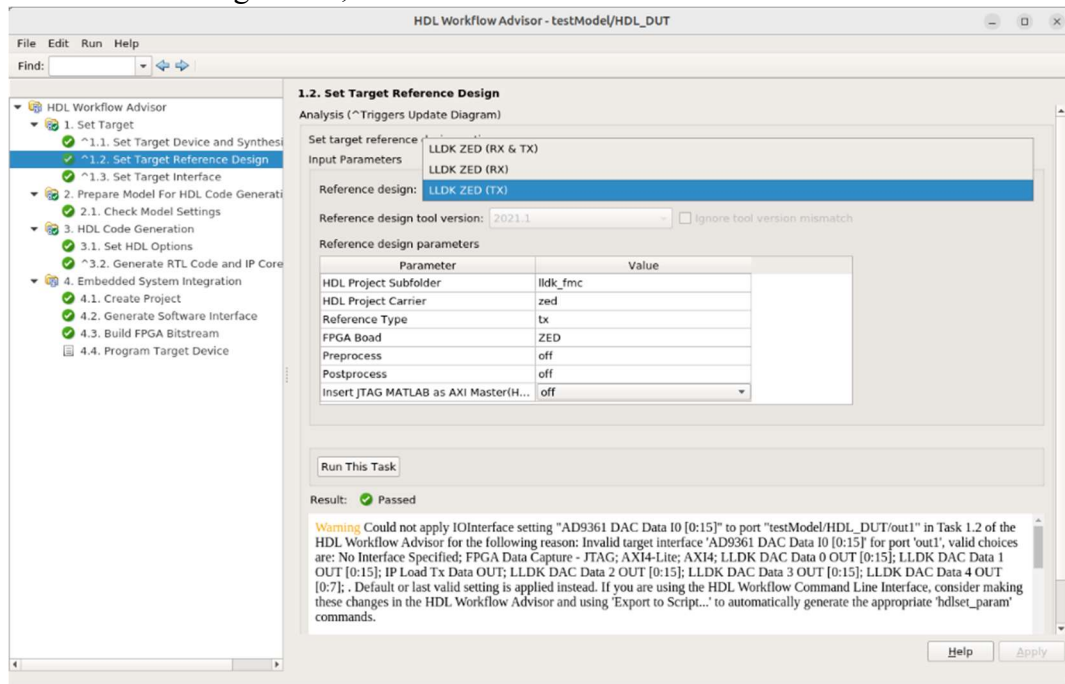 HDL Workflow Advisor - testModel/HDL_DUT
File Edit Run Help
Find:
HDL Workflow Advisor
1. Set Target
^1.1. Set Target Device and Synthesi
^1.2. Set Target Reference Design
^1.3. Set Target Interface
2. Prepare Model For HDL Code Generati
2.1. Check Model Settings
3. HDL Code Generation
3.1. Set HDL Options
^3.2. Generate RTL Code and IP Core
4. Embedded System Integration
4.1. Create Project
4.2. Generate Software Interface
4.3. Build FPGA Bitstream
4.4. Program Target Device
1.2. Set Target Reference Design
Analysis (^Triggers Update Diagram)
Set target reference
Input Parameters
LLDK ZED (RX & TX)
LLDK ZED (RX)
Reference design: LLDK ZED (TX)
Reference design tool version: 2021.1 Ignore tool version mismatch
Reference design parameters
Parameter Value
HDL Project Subfolder lldk_fmc
HDL Project Carrier zed
Reference Type tx
FPGA Boad ZED
Preprocess off
Postprocess off
Insert JTAG MATLAB as AXI Master(H... off
Run This Task
Result: Passed
Warning Could not apply IOInterface setting "AD9361 DAC Data I0 [0:15]" to port "testModel/HDL_DUT/out1" in Task 1.2 of the
HDL Workflow Advisor for the following reason: Invalid target interface 'AD9361 DAC Data I0 [0:15]' for port 'out1', valid choices
are: No Interface Specified; FPGA Data Capture - JTAG; AXI4-Lite; AXI4; LLDK DAC Data 0 OUT [0:15]; LLDK DAC Data 1
OUT [0:15]; IP Load Tx Data OUT; LLDK DAC Data 2 OUT [0:15]; LLDK DAC Data 3 OUT [0:15]; LLDK DAC Data 4 OUT
[0:7]; . Default or last valid setting is applied instead. If you are using the HDL Workflow Command Line Interface, consider making
these changes in the HDL Workflow Advisor and using 'Export to Script...' to automatically generate the appropriate 'hdlset_param'
commands.
Help Apply